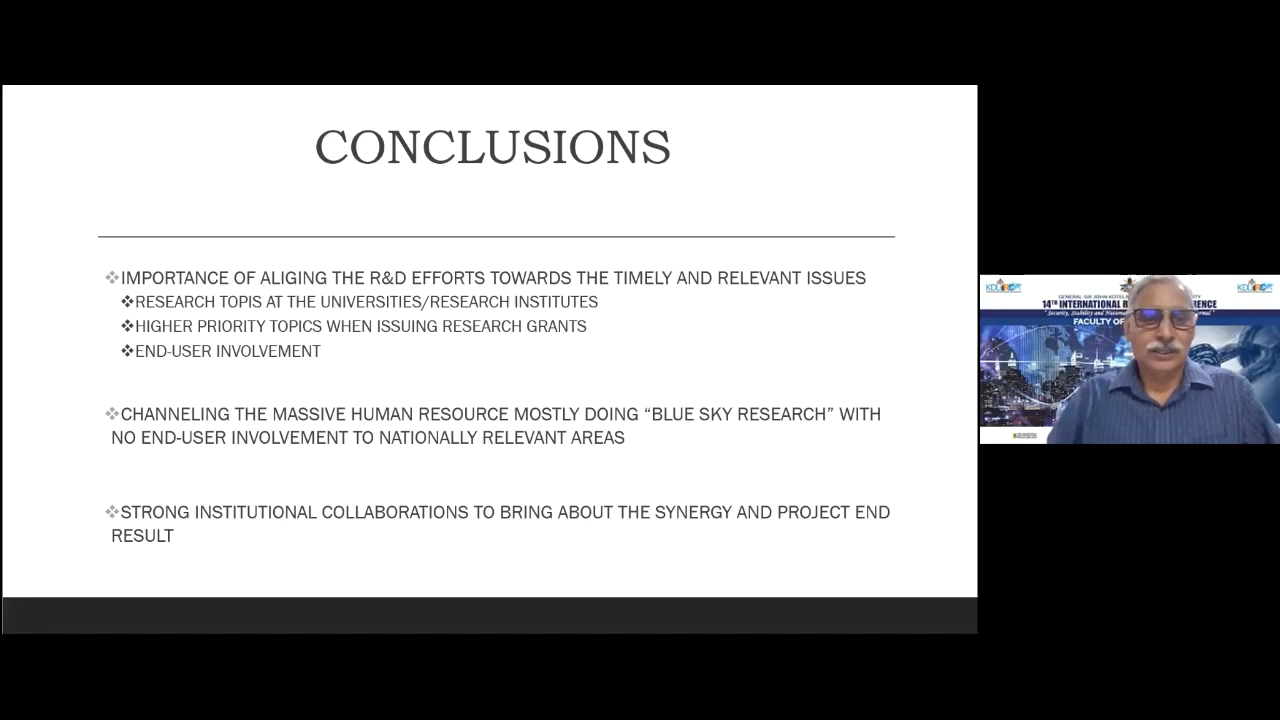 CONCLUSIONS
❖IMPORTANCE OF ALIGING THE R&D EFFORTS TOWARDS THE TIMELY AND RELEVANT ISSUES
❖RESEARCH TOPIS AT THE UNIVERSITIES/RESEARCH INSTITUTES
❖HIGHER PRIORITY TOPICS WHEN ISSUING RESEARCH GRANTS
❖END-USER INVOLVEMENT
❖CHANNELING THE MASSIVE HUMAN RESOURCE MOSTLY DOING “BLUE SKY RESEARCH” WITH
NO END-USER INVOLVEMENT TO NATIONALLY RELEVANT AREAS
❖STRONG INSTITUTIONAL COLLABORATIONS TO BRING ABOUT THE SYNERGY AND PROJECT END
RESULT
GENERAL SIR JOHN
14TH INTERNATIONAL
"Security, Stability and
FACULTY OF